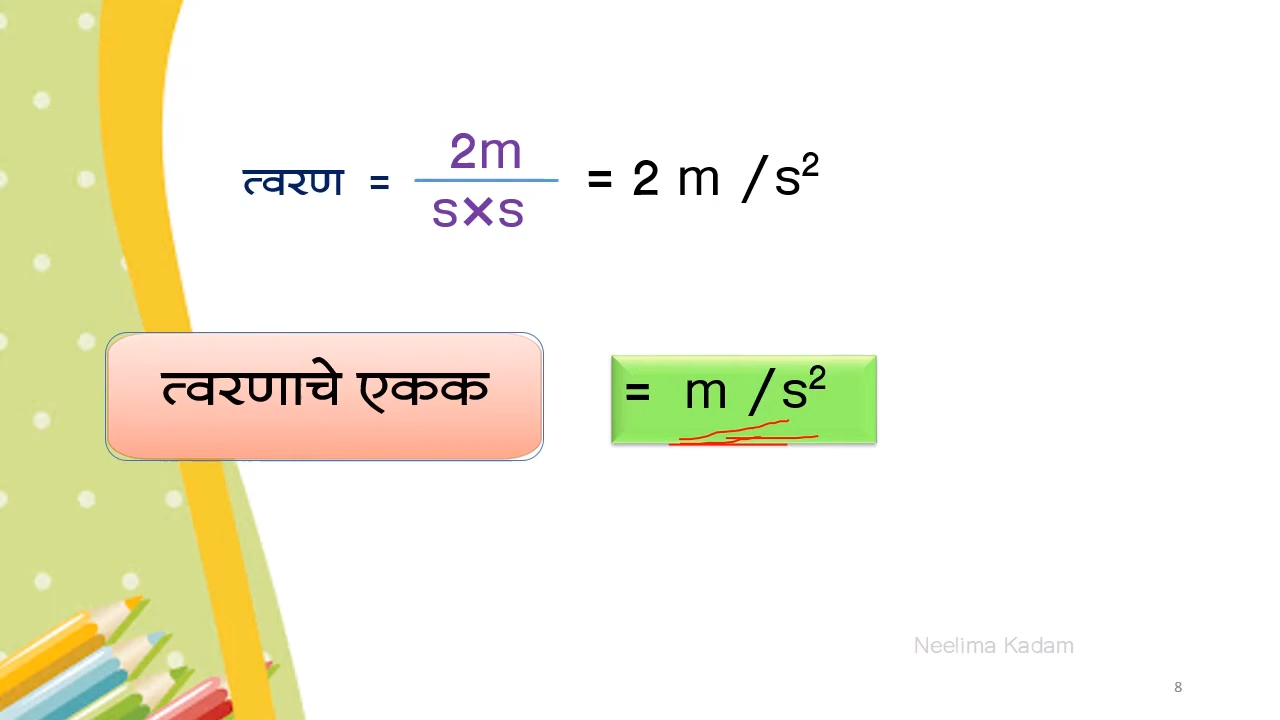 त्वरण = 2m / s×s = 2 m /s²
त्वरणाचे एकक = m /s²
Neelima Kadam
8